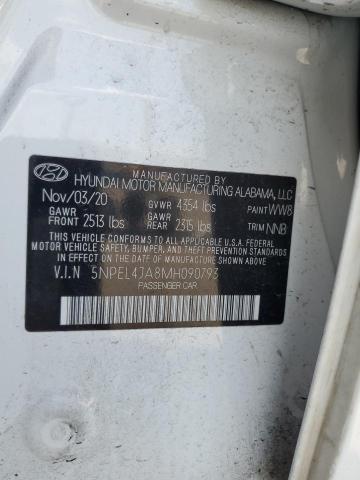 MANUFACTURED BY
HYUNDAI MOTOR MANUFACTURING ALABAMA, LLC
Nov/03/20 GVWR 4354 lbs PAINT WW8
GAWR FRONT 2513 lbs GAWR REAR 2315 lbs TRIM NNB
THIS VEHICLE CONFORMS TO ALL APPLICABLE U.S.A. FEDERAL
MOTOR VEHICLE SAFETY, BUMPER, AND THEFT PREVENTION
STANDARDS IN EFFECT ON THE DATE OF MANUFACTURE SHOWN ABOVE.
V.I.N 5NPEL4JA8MH090793
PASSENGER CAR